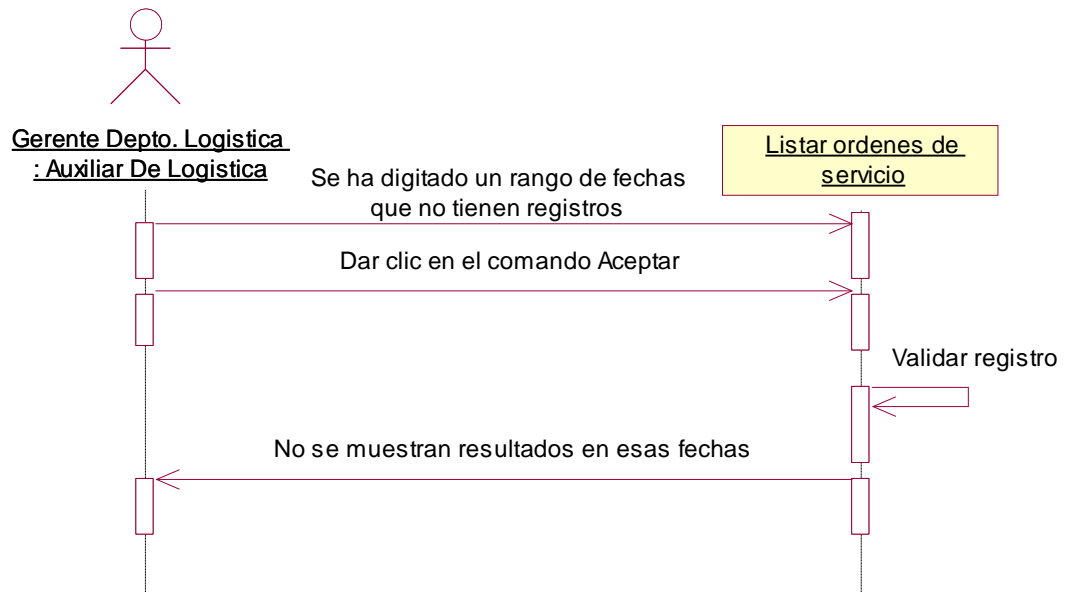 Gerente Depto. Logistica
: Auxiliar De Logistica
Listar ordenes de
servicio
Se ha digitado un rango de fechas
que no tienen registros
Dar clic en el comando Aceptar
Validar registro
No se muestran resultados en esas fechas